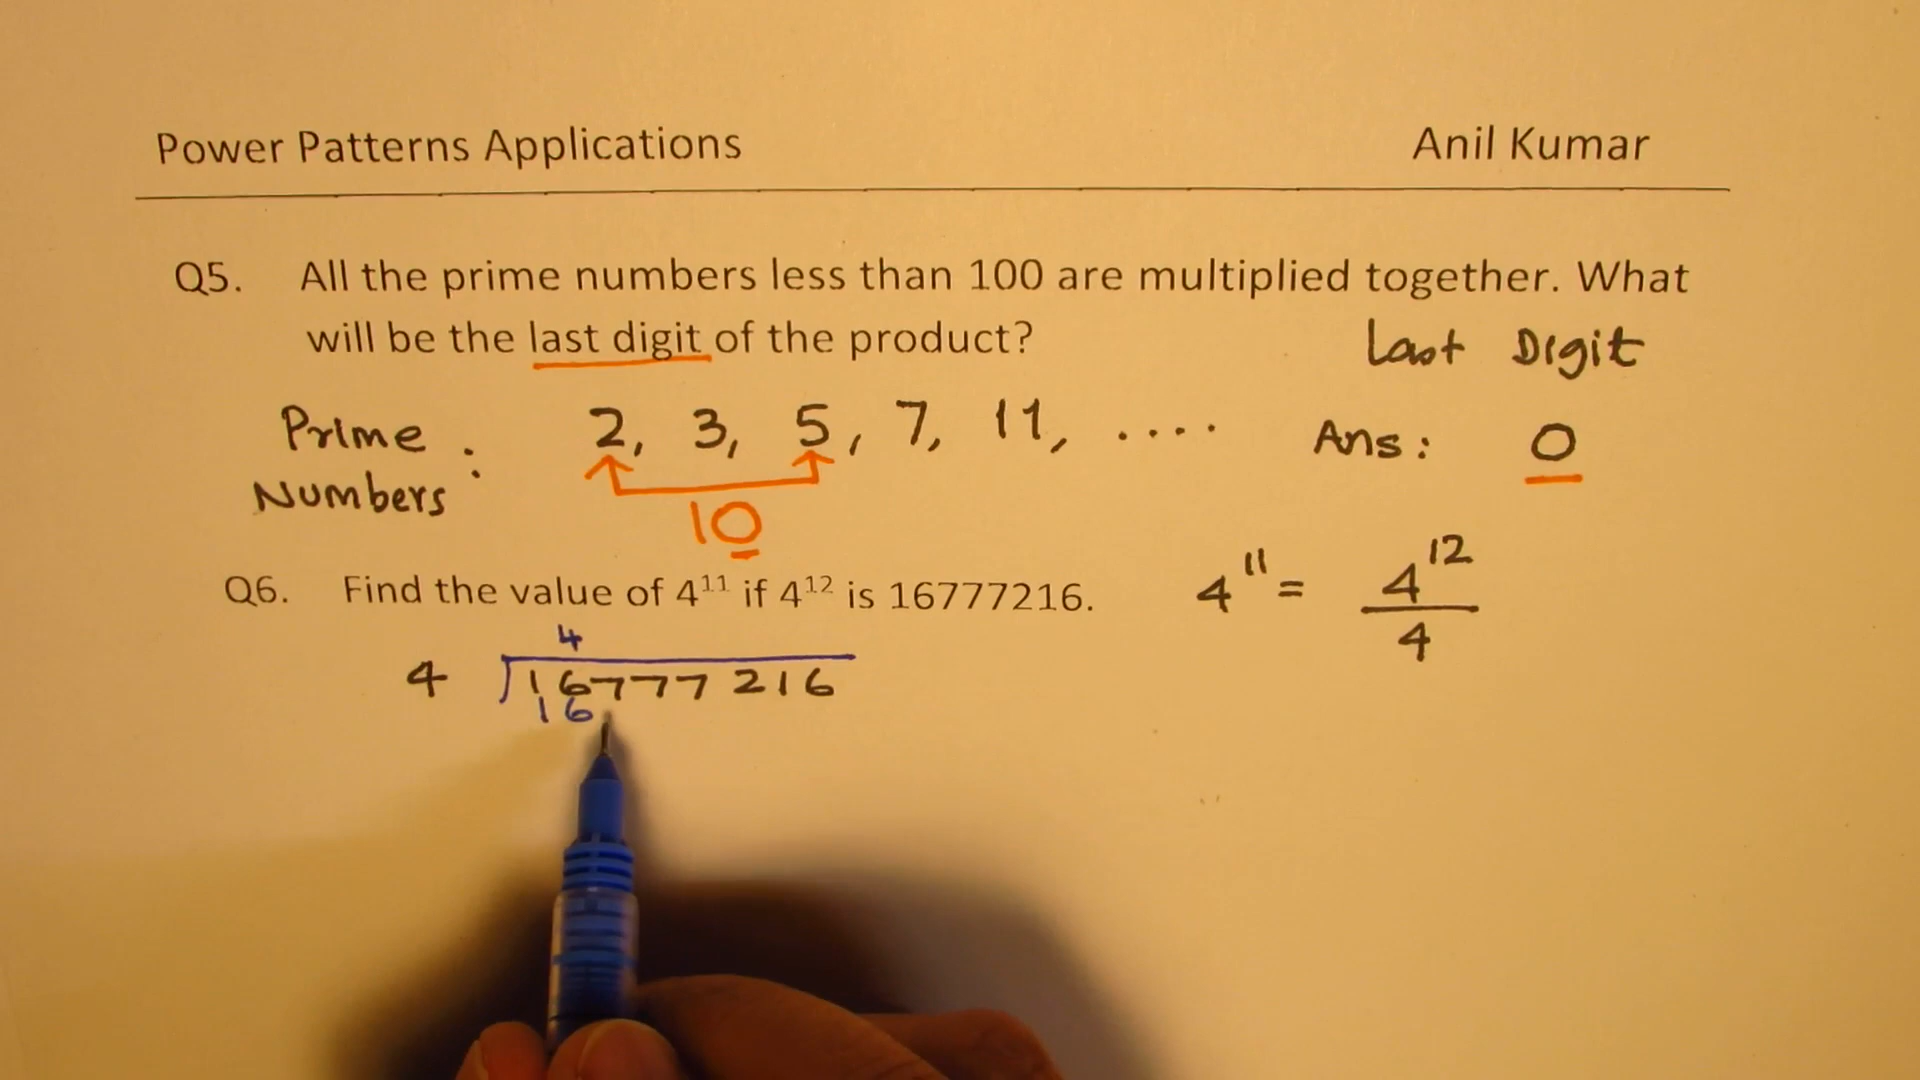 Power Patterns Applications Anil Kumar
Q5. All the prime numbers less than 100 are multiplied together. What
will be the last digit of the product?
Last Digit
Prime Numbers : 2, 3, 5, 7, 11, ....
Ans: 0
10
Q6. Find the value of 4¹¹ if 4¹² is 16777216.
4¹¹ = 4¹² / 4
4
4 16777216
16